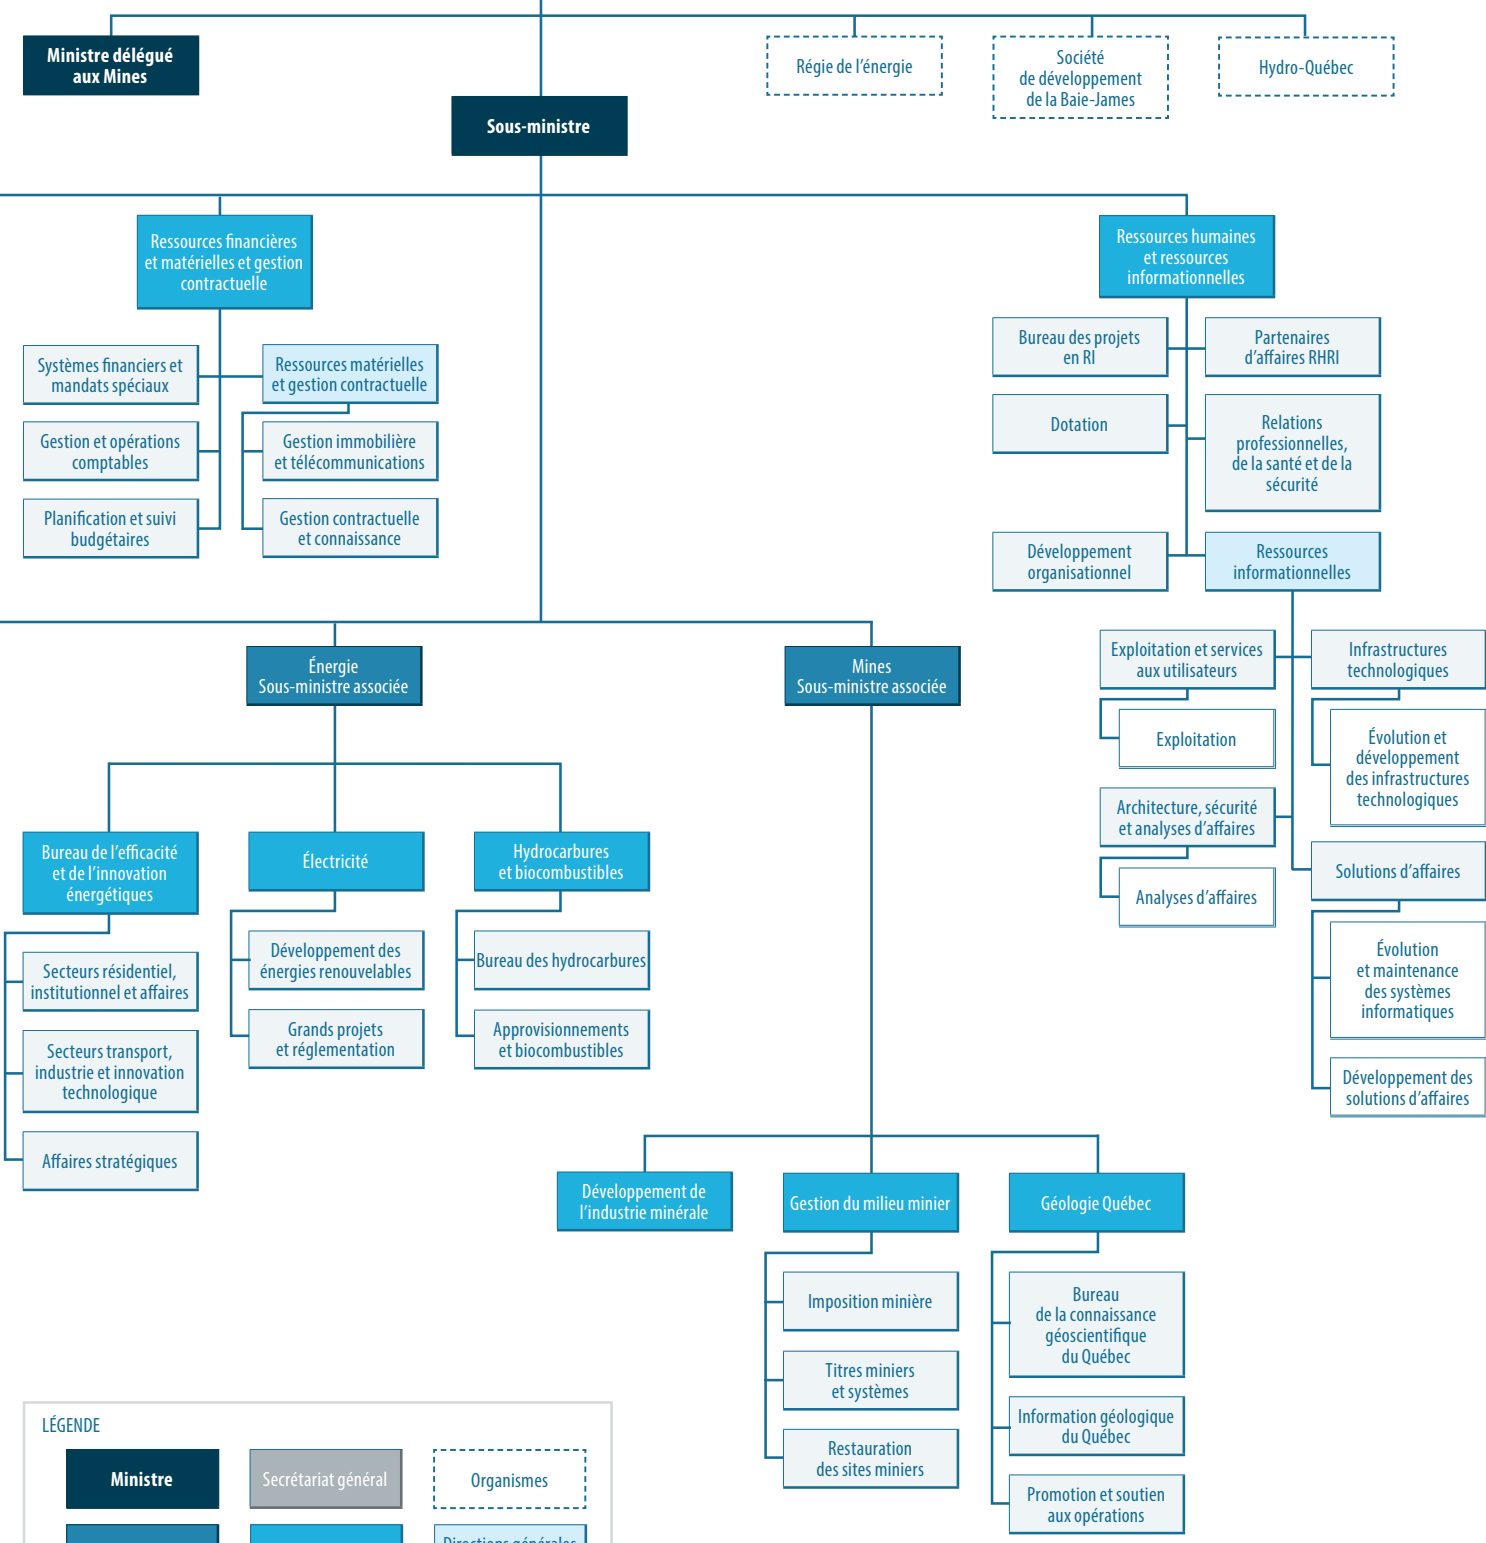 Ministre délégué
aux Mines
Régie de l'énergie
Société
de développement
de la Baie-James
Hydro-Québec
Sous-ministre
Ressources financières
et matérielles et gestion
contractuelle
Systèmes financiers et
mandats spéciaux
Ressources matérielles
et gestion contractuelle
Gestion et opérations
comptables
Gestion immobilière
et télécommunications
Planification et suivi
budgétaires
Gestion contractuelle
et connaissance
Ressources humaines
et ressources
informationnelles
Bureau des projets
en RI
Partenaires
d'affaires RHRI
Dotation
Relations
professionnelles,
de la santé et de la
sécurité
Développement
organisationnel
Ressources
informationnelles
Exploitation et services
aux utilisateurs
Infrastructures
technologiques
Exploitation
Évolution et
développement
des infrastructures
technologiques
Architecture, sécurité
et analyses d'affaires
Analyses d'affaires
Solutions d'affaires
Évolution
et maintenance
des systèmes
informatiques
Développement des
solutions d'affaires
Énergie
Sous-ministre associée
Mines
Sous-ministre associée
Bureau de l'efficacité
et de l'innovation
énergétiques
Électricité
Hydrocarbures
et biocombustibles
Secteurs résidentiel,
institutionnel et affaires
Secteurs transport,
industrie et innovation
technologique
Affaires stratégiques
Développement des
énergies renouvelables
Grands projets
et réglementation
Bureau des hydrocarbures
Approvisionnements
et biocombustibles
Développement de
l'industrie minérale
Gestion du milieu minier
Géologie Québec
Imposition minière
Titres miniers
et systèmes
Restauration
des sites miniers
Bureau
de la connaissance
géoscientifique
du Québec
Information géologique
du Québec
Promotion et soutien
aux opérations
LÉGENDE
Ministre
Secrétariat général
Organismes
Directions générales